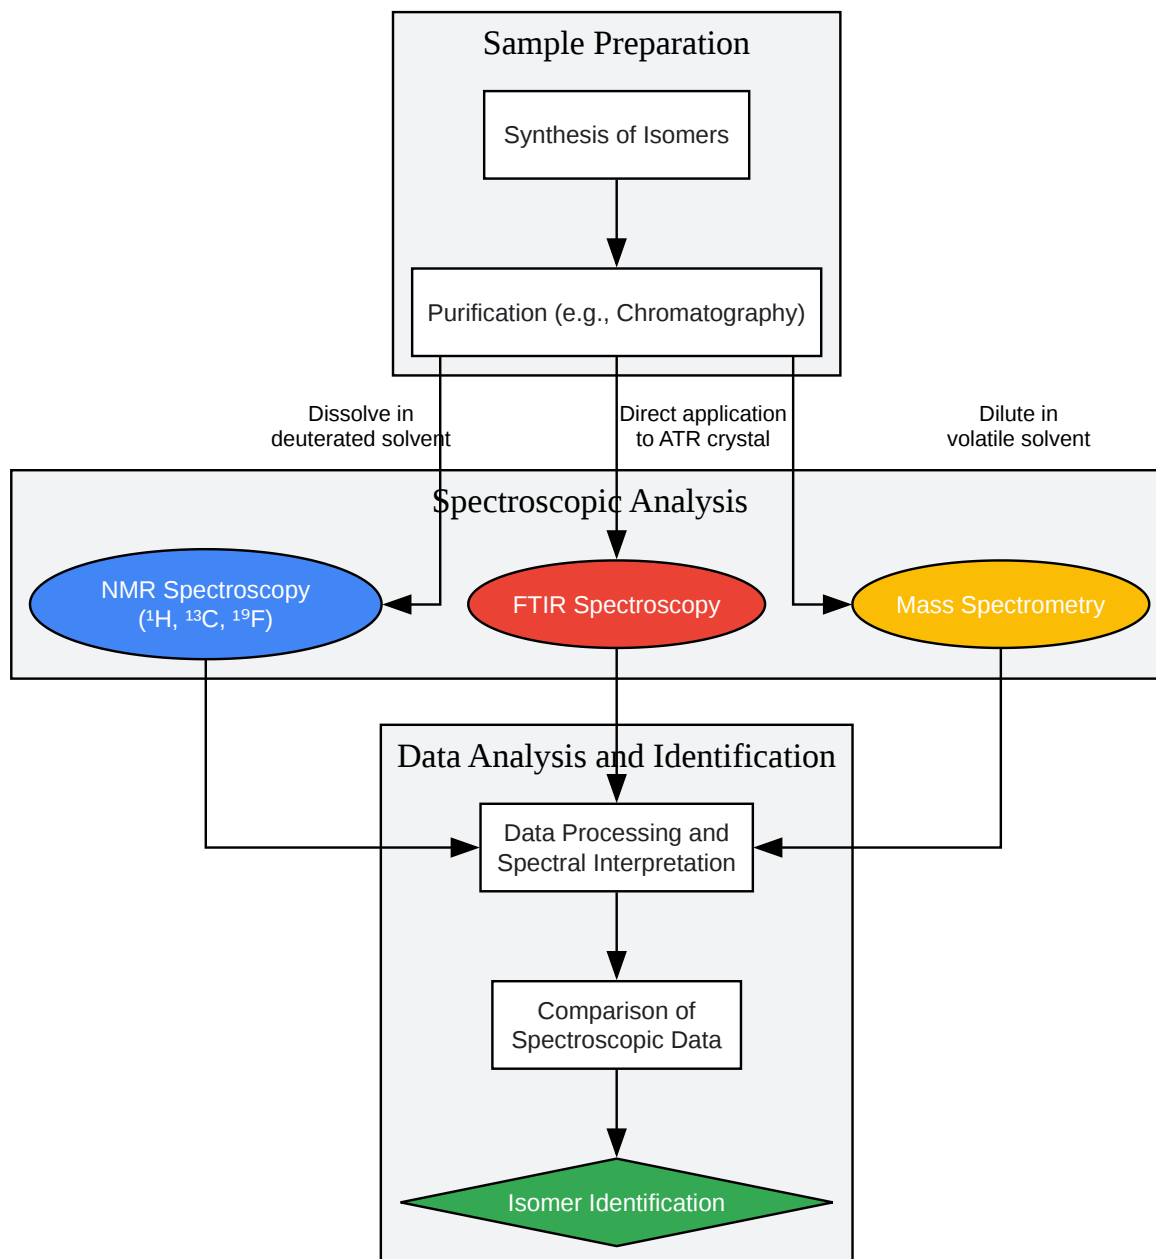 Sample Preparation
Synthesis of Isomers
Purification (e.g., Chromatography)
Dissolve in
deuterated solvent
Direct application
to ATR crystal
Dilute in
volatile solvent
Spectroscopic Analysis
NMR Spectroscopy
(¹H, ¹³C, ¹⁹F)
FTIR Spectroscopy
Mass Spectrometry
Data Analysis and Identification
Data Processing and
Spectral Interpretation
Comparison of
Spectroscopic Data
Isomer Identification